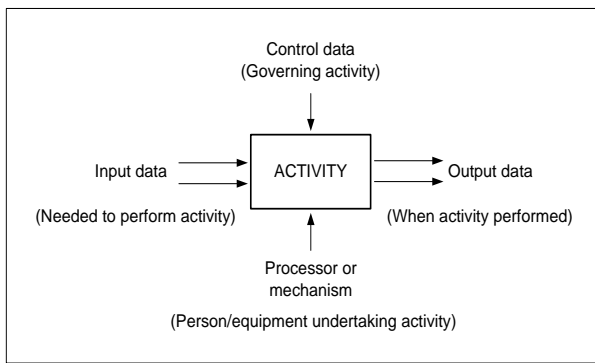 Control data
(Governing activity)
Input data
ACTIVITY
Output data
(Needed to perform activity)
(When activity performed)
Processor or
mechanism
(Person/equipment undertaking activity)